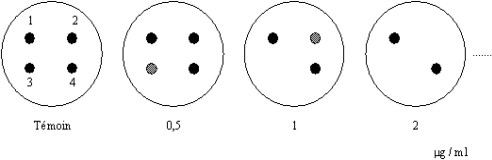 1 2
3 4
Témoin 0,5 1 2 ........
µg / ml